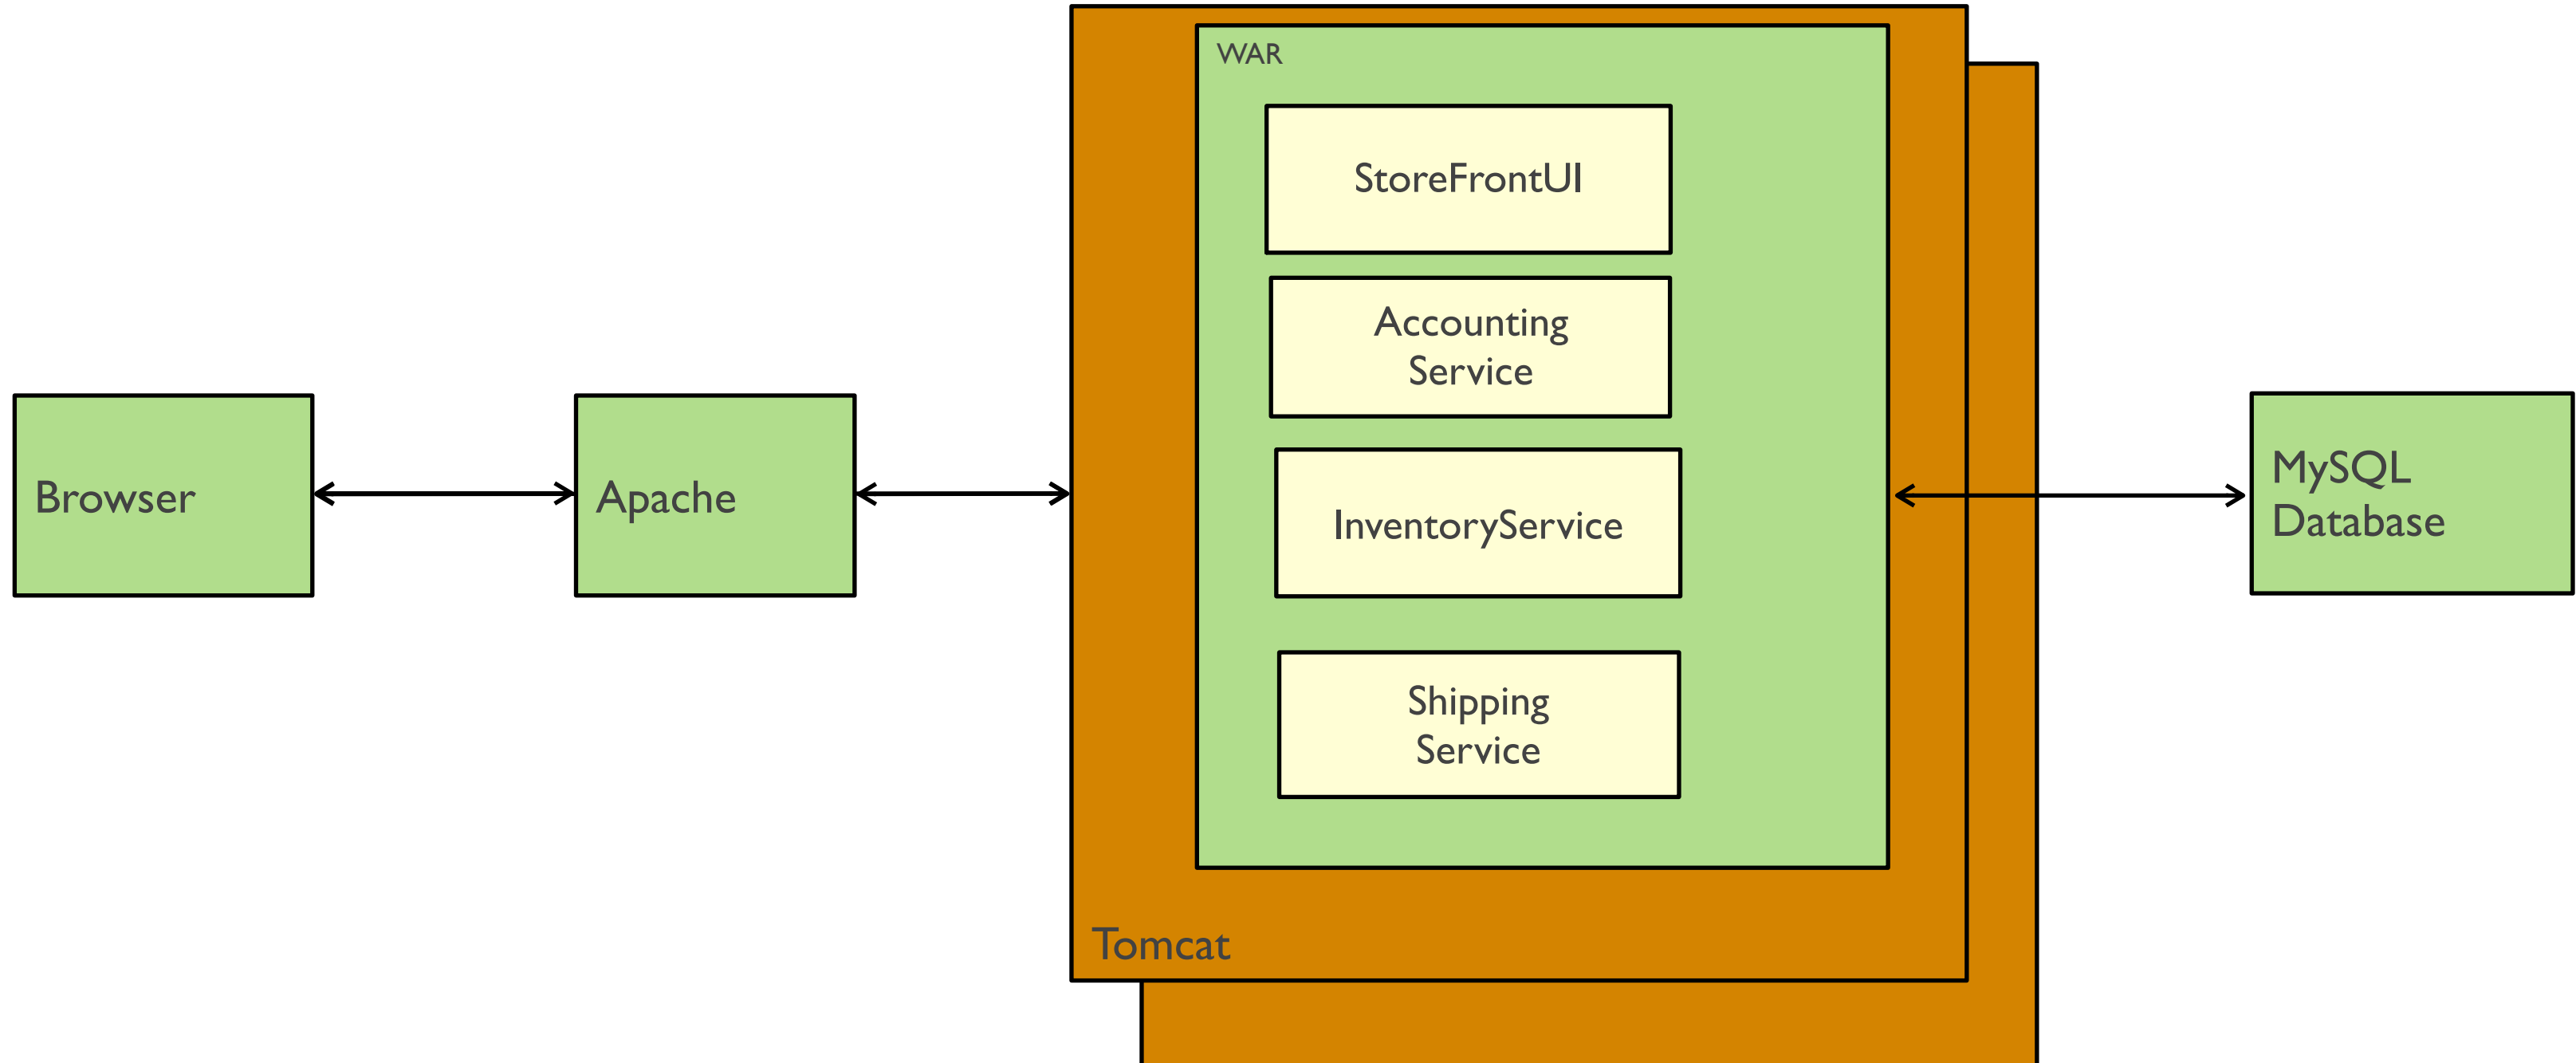 WAR
StoreFrontUI
Accounting
Service
Browser
Apache
InventoryService
MySQL
Database
Shipping
Service
Tomcat